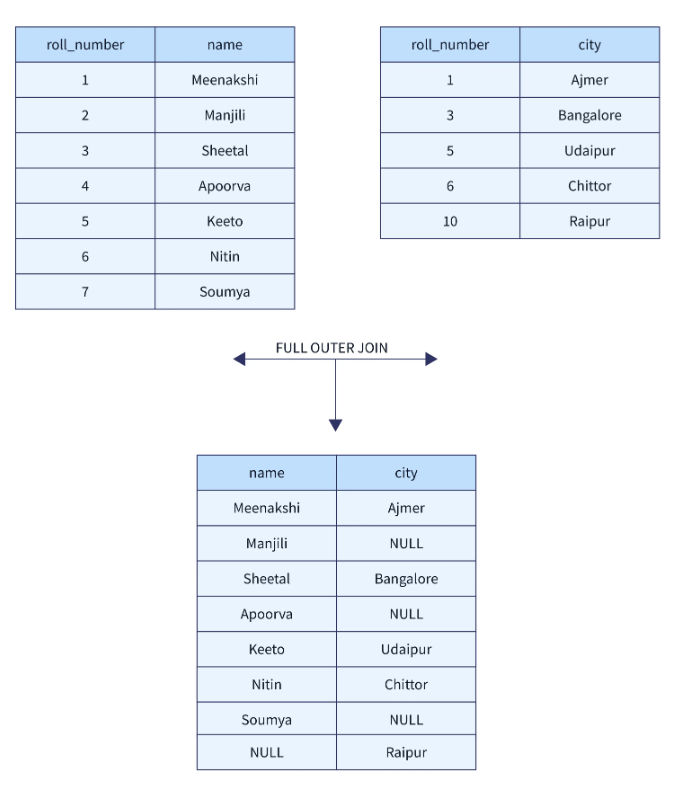 roll_number name
1 Meenakshi
2 Manjili
3 Sheetal
4 Apoorva
5 Keeto
6 Nitin
7 Soumya
roll_number city
1 Ajmer
3 Bangalore
5 Udaipur
6 Chittor
10 Raipur
FULL OUTER JOIN
name city
Meenakshi Ajmer
Manjili NULL
Sheetal Bangalore
Apoorva NULL
Keeto Udaipur
Nitin Chittor
Soumya NULL
NULL Raipur